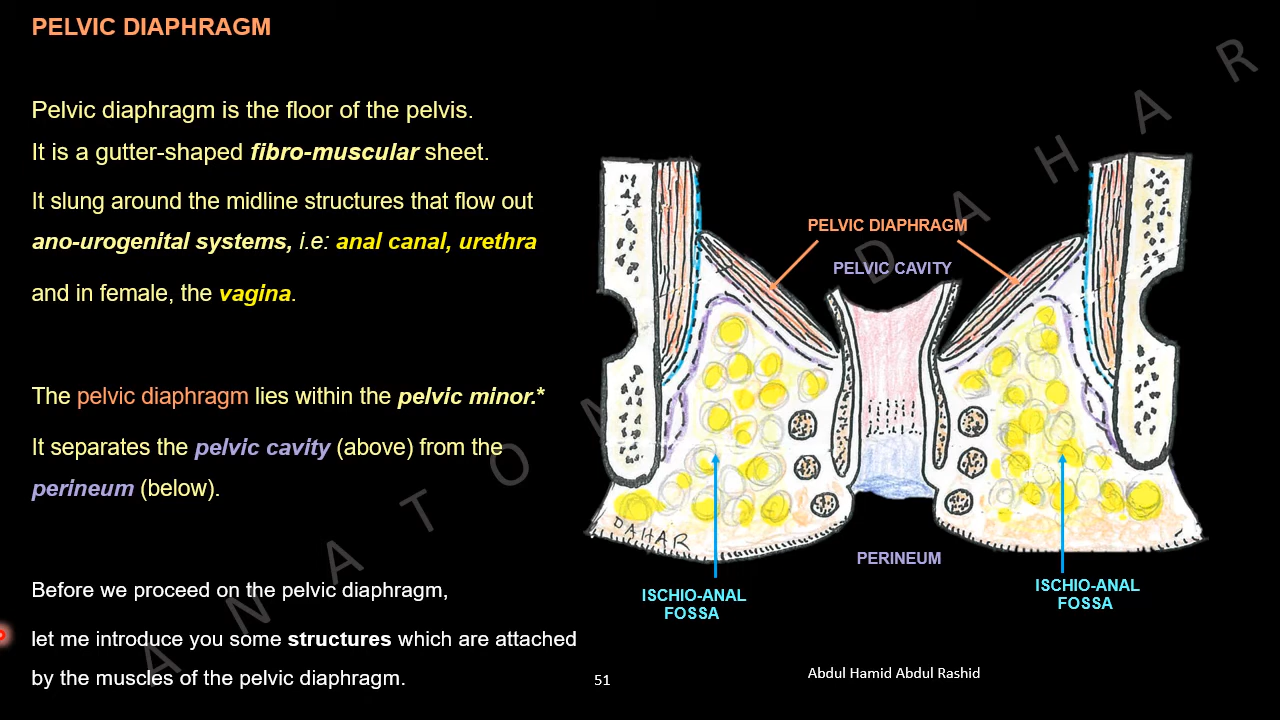 PELVIC DIAPHRAGM
Pelvic diaphragm is the floor of the pelvis.
It is a gutter-shaped fibro-muscular sheet.
It slung around the midline structures that flow out
ano-urogenital systems, i.e: anal canal, urethra
and in female, the vagina.
The pelvic diaphragm lies within the pelvic minor.*
It separates the pelvic cavity (above) from the
perineum (below).
Before we proceed on the pelvic diaphragm,
let me introduce you some structures which are attached
by the muscles of the pelvic diaphragm.
PELVIC DIAPHRAGM
PELVIC CAVITY
DAHAR
PERINEUM
ISCHIO-ANAL
FOSSA
ISCHIO-ANAL
FOSSA
51
Abdul Hamid Abdul Rashid
A N A T O M DAHAR